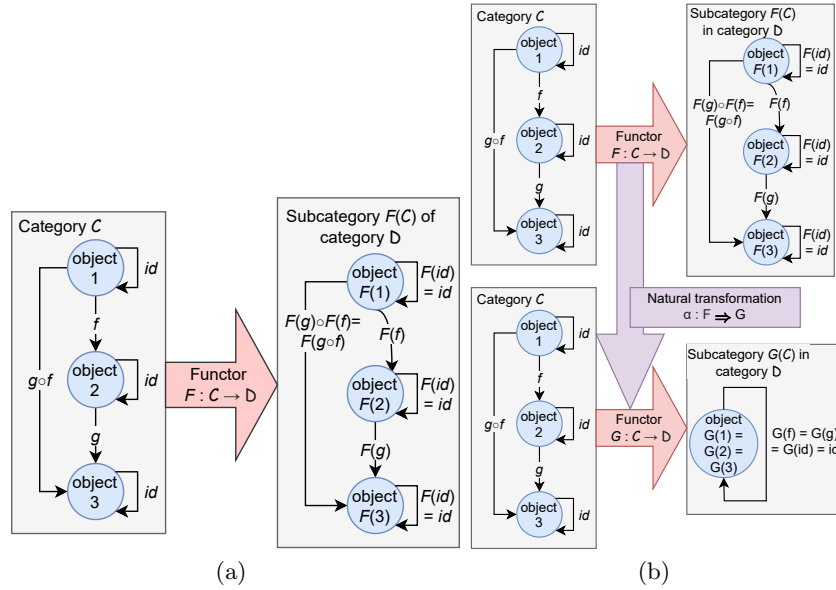 Category C
object
1
id
f
g∘f
object
2
id
g
object
3
id
Functor
F : C → D
Subcategory F(C) of
category D
object
F(1)
F(id)
= id
F(g)∘F(f)=
F(g∘f)
F(f)
object
F(2)
F(id)
= id
F(g)
object
F(3)
F(id)
= id
(a)
Category C
object
1
id
f
g∘f
object
2
id
g
object
3
id
Functor
F : C → D
Subcategory F(C)
in category D
object
F(1)
F(id)
= id
F(g)∘F(f)=
F(g∘f)
F(f)
object
F(2)
F(id)
= id
F(g)
object
F(3)
F(id)
= id
Natural transformation
α : F ⇒ G
Category C
object
1
id
f
g∘f
object
2
id
g
object
3
id
Functor
G : C → D
Subcategory G(C) in
category D
object
G(1) =
G(2) =
G(3)
G(f) = G(g)
= G(id) = id
(b)